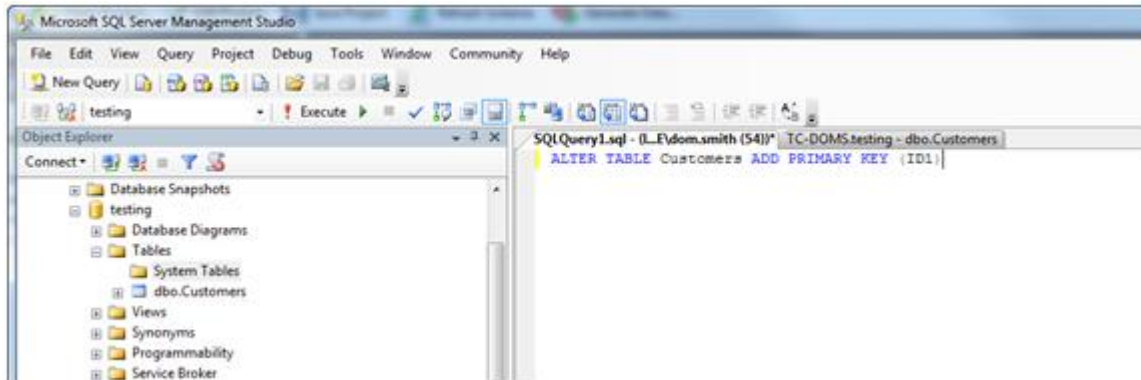 Microsoft SQL Server Management Studio
File Edit View Query Project Debug Tools Window Community Help
New Query
testing Execute
Object Explorer
SQLQuery1.sql - (L...E\dom.smith (54))* TC-DOMS.testing - dbo.Customers
Connect
ALTER TABLE Customers ADD PRIMARY KEY (ID1)
Database Snapshots
testing
Database Diagrams
Tables
System Tables
dbo.Customers
Views
Synonyms
Programmability
Service Broker